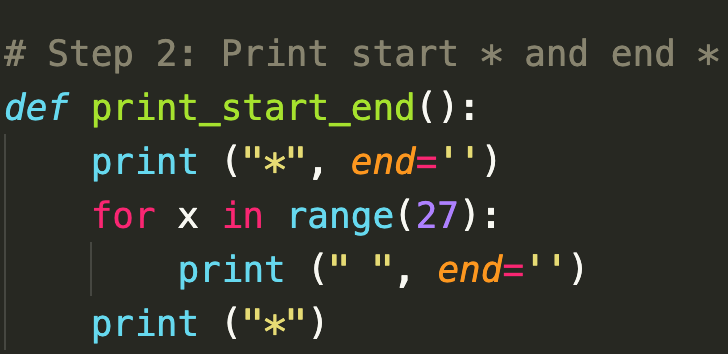 # Step 2: Print start * and end *
def print_start_end():
    print ("*", end='')
    for x in range(27):
        print (" ", end='')
    print ("*")